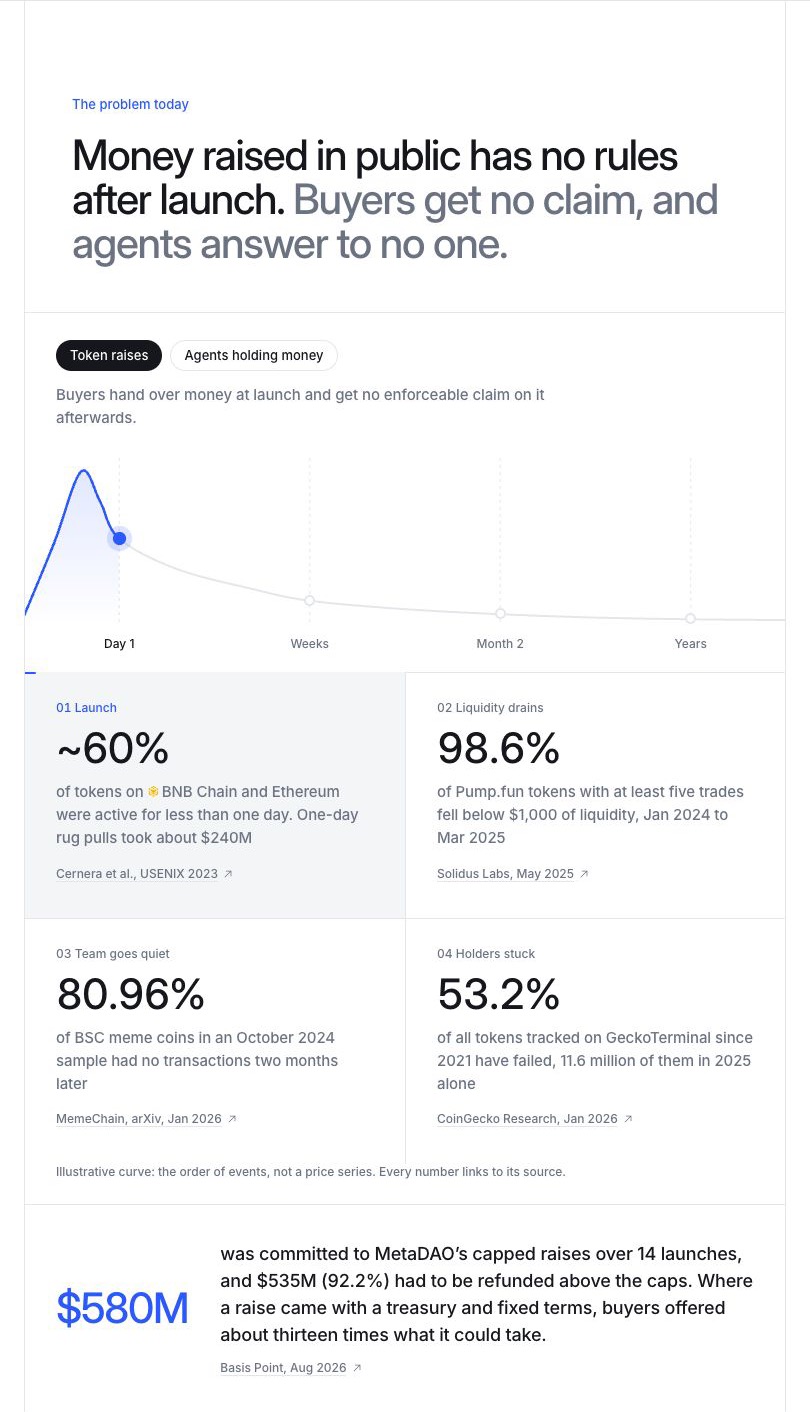 The problem today
Money raised in public has no rules
after launch. Buyers get no claim, and
agents answer to no one.
Token raises
Agents holding money
Buyers hand over money at launch and get no enforceable claim on it
afterwards.
Day 1
Weeks
Month 2
Years
01 Launch
~60%
of tokens on BNB Chain and Ethereum
were active for less than one day. One-day
rug pulls took about $240M
Cernera et al., USENIX 2023 ↗
02 Liquidity drains
98.6%
of Pump.fun tokens with at least five trades
fell below $1,000 of liquidity, Jan 2024 to
Mar 2025
Solidus Labs, May 2025 ↗
03 Team goes quiet
80.96%
of BSC meme coins in an October 2024
sample had no transactions two months
later
MemeChain, arXiv, Jan 2026 ↗
04 Holders stuck
53.2%
of all tokens tracked on GeckoTerminal since
2021 have failed, 11.6 million of them in 2025
alone
CoinGecko Research, Jan 2026 ↗
Illustrative curve: the order of events, not a price series. Every number links to its source.
$580M
was committed to MetaDAO’s capped raises over 14 launches,
and $535M (92.2%) had to be refunded above the caps. Where
a raise came with a treasury and fixed terms, buyers offered
about thirteen times what it could take.
Basis Point, Aug 2026 ↗